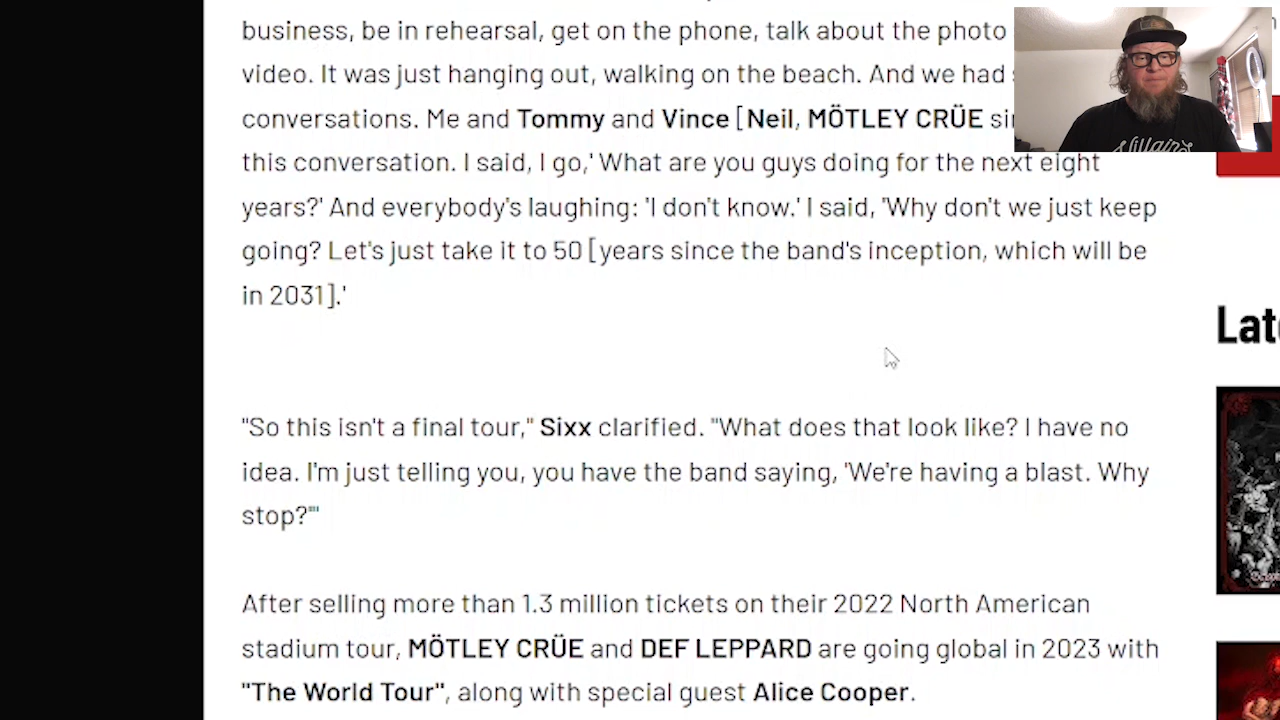 business, be in rehearsal, get on the phone, talk about the photo
video. It was just hanging out, walking on the beach. And we had
conversations. Me and Tommy and Vince [Neil, MÖTLEY CRÜE
this conversation. I said, I go,' What are you guys doing for the next eight
years?' And everybody's laughing: 'I don't know.' I said, 'Why don't we just keep
going? Let's just take it to 50 [years since the band's inception, which will be
in 2031].'
"So this isn't a final tour," Sixx clarified. "What does that look like? I have no
idea. I'm just telling you, you have the band saying, 'We're having a blast. Why
stop?'"
After selling more than 1.3 million tickets on their 2022 North American
stadium tour, MÖTLEY CRÜE and DEF LEPPARD are going global in 2023 with
"The World Tour", along with special guest Alice Cooper.